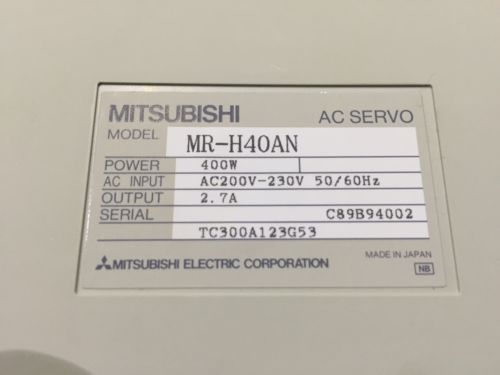 MITSUBISHI AC SERVO
MODEL MR-H40AN
POWER 400W
AC INPUT AC200V-230V 50/60Hz
OUTPUT 2.7A
SERIAL C89B94002
TC300A123G53
MITSUBISHI ELECTRIC CORPORATION
MADE IN JAPAN
NB